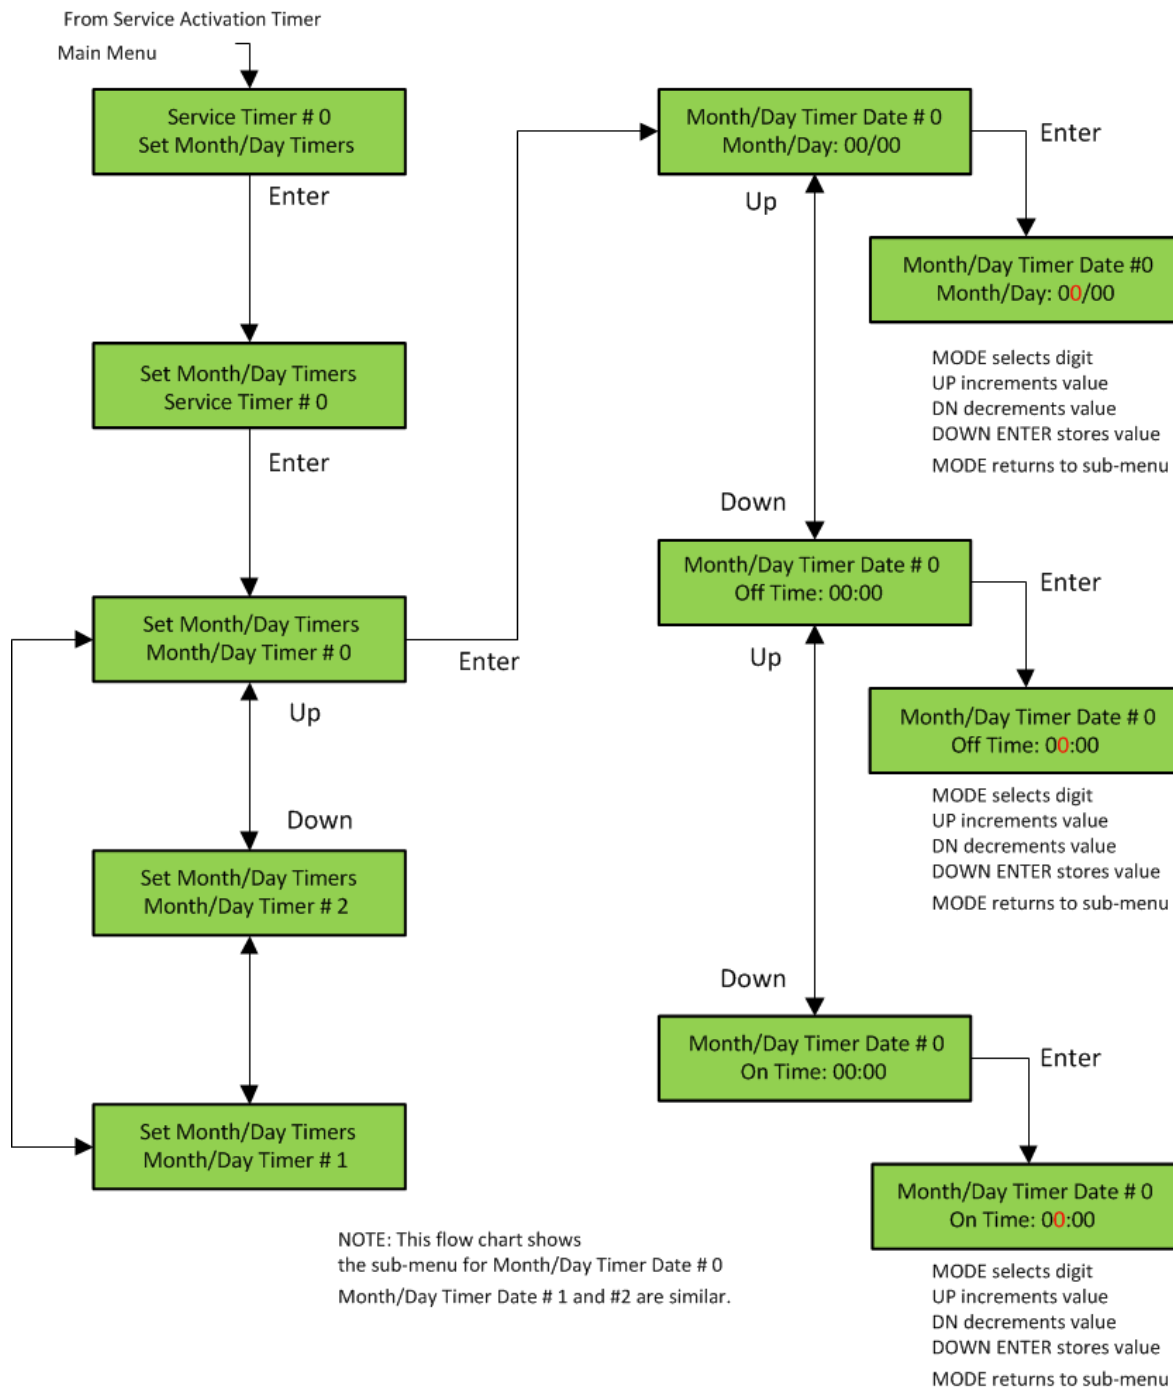 From Service Activation Timer
Main Menu
Service Timer # 0
Set Month/Day Timers
Enter
Set Month/Day Timers
Service Timer # 0
Enter
Set Month/Day Timers
Month/Day Timer # 0
Enter
Up
Down
Set Month/Day Timers
Month/Day Timer # 2
Set Month/Day Timers
Month/Day Timer # 1
Month/Day Timer Date # 0
Month/Day: 00/00
Enter
Up
Month/Day Timer Date #0
Month/Day: 00/00
MODE selects digit
UP increments value
DN decrements value
DOWN ENTER stores value
MODE returns to sub-menu
Down
Month/Day Timer Date # 0
Off Time: 00:00
Enter
Up
Month/Day Timer Date # 0
Off Time: 00:00
MODE selects digit
UP increments value
DN decrements value
DOWN ENTER stores value
MODE returns to sub-menu
Down
Month/Day Timer Date # 0
On Time: 00:00
Enter
Month/Day Timer Date # 0
On Time: 00:00
MODE selects digit
UP increments value
DN decrements value
DOWN ENTER stores value
MODE returns to sub-menu
NOTE: This flow chart shows
the sub-menu for Month/Day Timer Date # 0
Month/Day Timer Date # 1 and #2 are similar.